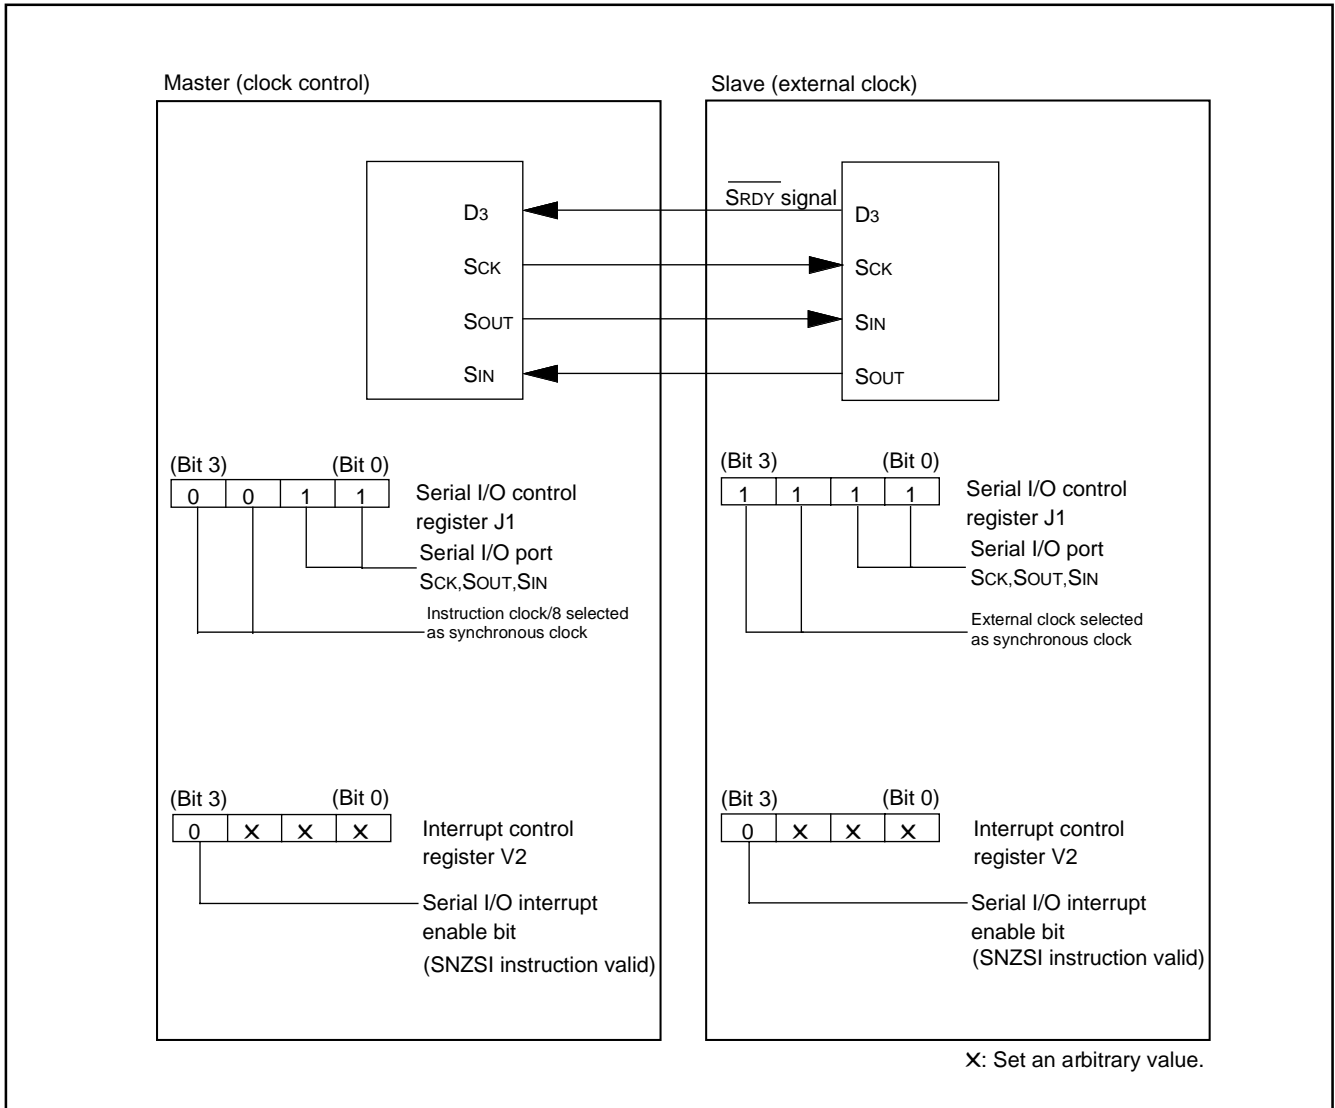 Master (clock control)
D3
SCK
SOUT
SIN
(Bit 3) (Bit 0)
0 0 1 1
Serial I/O control
register J1
Serial I/O port
SCK,SOUT,SIN
Instruction clock/8 selected
as synchronous clock
(Bit 3) (Bit 0)
0 X X X
Interrupt control
register V2
Serial I/O interrupt
enable bit
(SNZSI instruction valid)
Slave (external clock)
SRDY signal
D3
SCK
SIN
SOUT
(Bit 3) (Bit 0)
1 1 1 1
Serial I/O control
register J1
Serial I/O port
SCK,SOUT,SIN
External clock selected
as synchronous clock
(Bit 3) (Bit 0)
0 X X X
Interrupt control
register V2
Serial I/O interrupt
enable bit
(SNZSI instruction valid)
X: Set an arbitrary value.